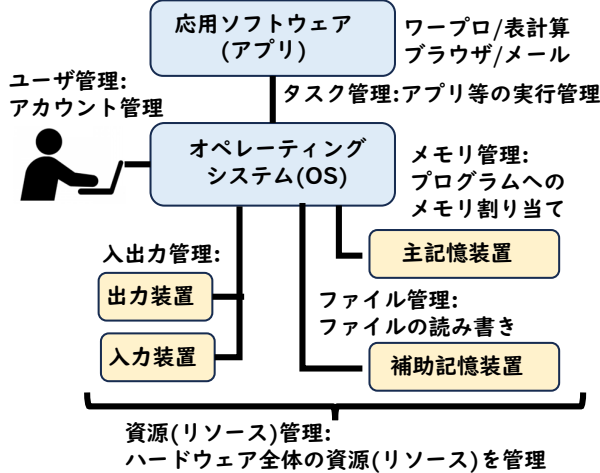 応用ソフトウェア
(アプリ)
ワープロ/表計算
ブラウザ/メール
ユーザ管理:
アカウント管理
タスク管理:アプリ等の実行管理
オペレーティング
システム(OS)
メモリ管理:
プログラムへの
メモリ割り当て
入出力管理:
主記憶装置
出力装置
ファイル管理:
ファイルの読み書き
入力装置
補助記憶装置
資源(リソース)管理:
ハードウェア全体の資源(リソース)を管理